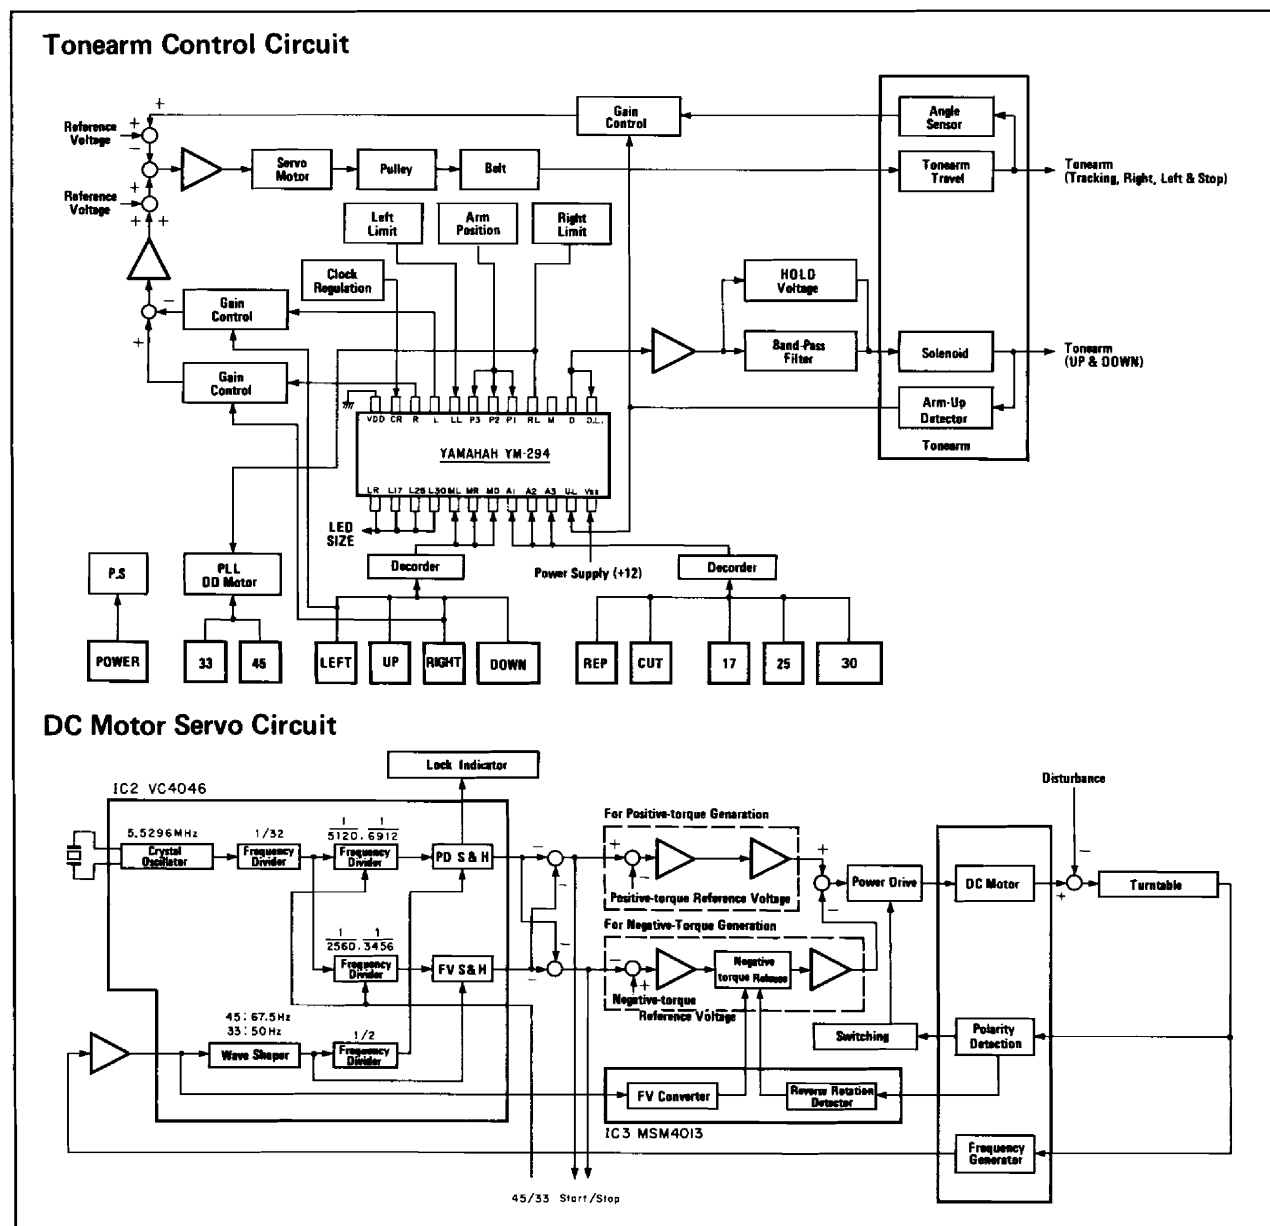 Tonearm Control Circuit
Reference
Voltage
+
+
−
Reference
Voltage
+
+
+
−
+
Servo
Motor
Pulley
Belt
Gain
Control
Angle
Sensor
Tonearm
Travel
Tonearm
(Tracking, Right, Left & Stop)
Left
Limit
Arm
Position
Right
Limit
Clock
Regulation
Gain
Control
Gain
Control
HOLD
Voltage
Band-Pass
Filter
Solenoid
Tonearm
(UP & DOWN)
Arm-Up
Detector
Tonearm
VDD CR R L LL P3 P2 P1 RL M D D.L.
YAMAHAH YM-294
LR L17 L25 L30 ML MR MD A1 A2 A3 U-L Vss
LED
SIZE
Decorder
Power Supply (+12)
Decorder
P.S
PLL
DD Motor
POWER
33
45
LEFT
UP
RIGHT
DOWN
REP
CUT
17
25
30
DC Motor Servo Circuit
Lock Indicator
IC2 VC4046
5.5296MHz
Crystal
Oscillator
1/32
Frequency
Divider
1 1
5120.6912
Frequency
Divider
PD S & H
−
−
For Positive-torque Genaration
+
−
Positive-torque Reference Voltage
+
−
Power Drive
DC Motor
Disturbance
−
+
Turntable
1 1
2560.3456
Frequency
Divider
FV S&H
−
−
For Negative-Torque Generation
−
+
Negative
torque Release
Negative-torque
Reference Voltage
45:67.5Hz
33:50Hz
Wave Shaper
1/2
Frequency
Divider
Switching
Polarity
Detection
FV Converter
Reverse Rotation
Detector
IC3 MSM4013
Frequency
Generator
45/33 Start/Stop